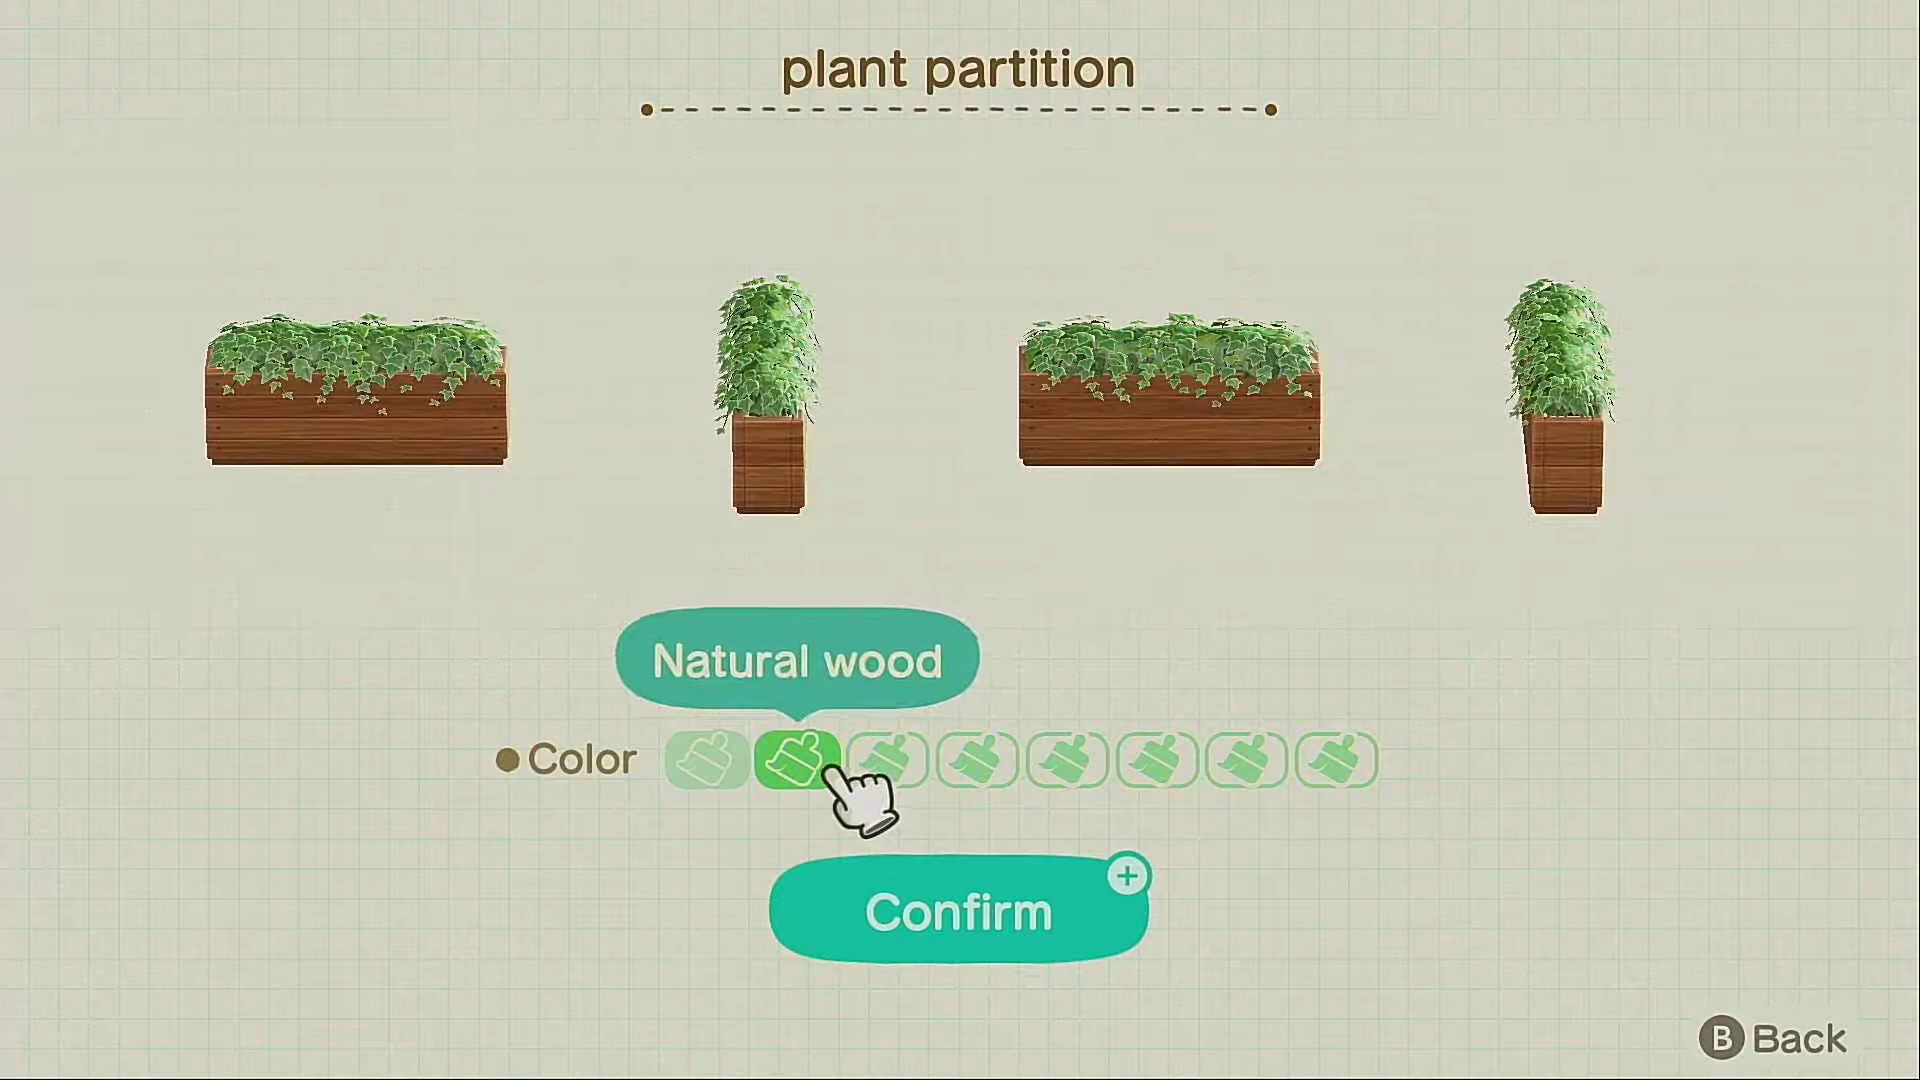 plant partition
Natural wood
Color
Confirm
+
B Back